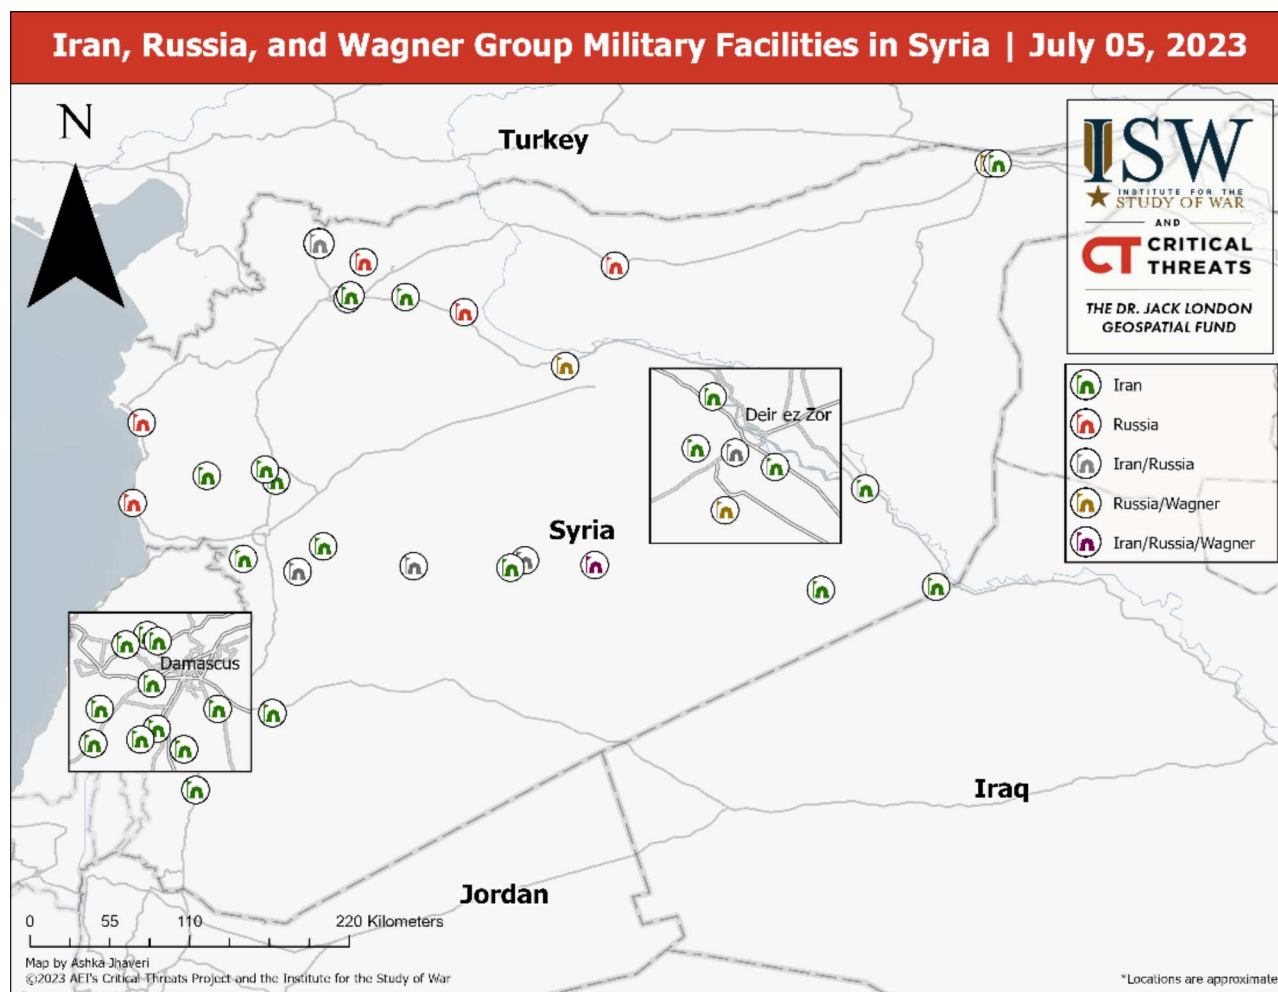 Iran, Russia, and Wagner Group Military Facilities in Syria | July 05, 2023
N
Turkey
ISW
INSTITUTE FOR THE
STUDY OF WAR
AND
CT CRITICAL
THREATS
THE DR. JACK LONDON
GEOSPATIAL FUND
Iran
Russia
Iran/Russia
Russia/Wagner
Iran/Russia/Wagner
Deir ez Zor
Syria
Damascus
Iraq
Jordan
0 55 110 220 Kilometers
Map by Ashka Jhaveri
©2023 AEI's Critical Threats Project and the Institute for the Study of War
*Locations are approximate